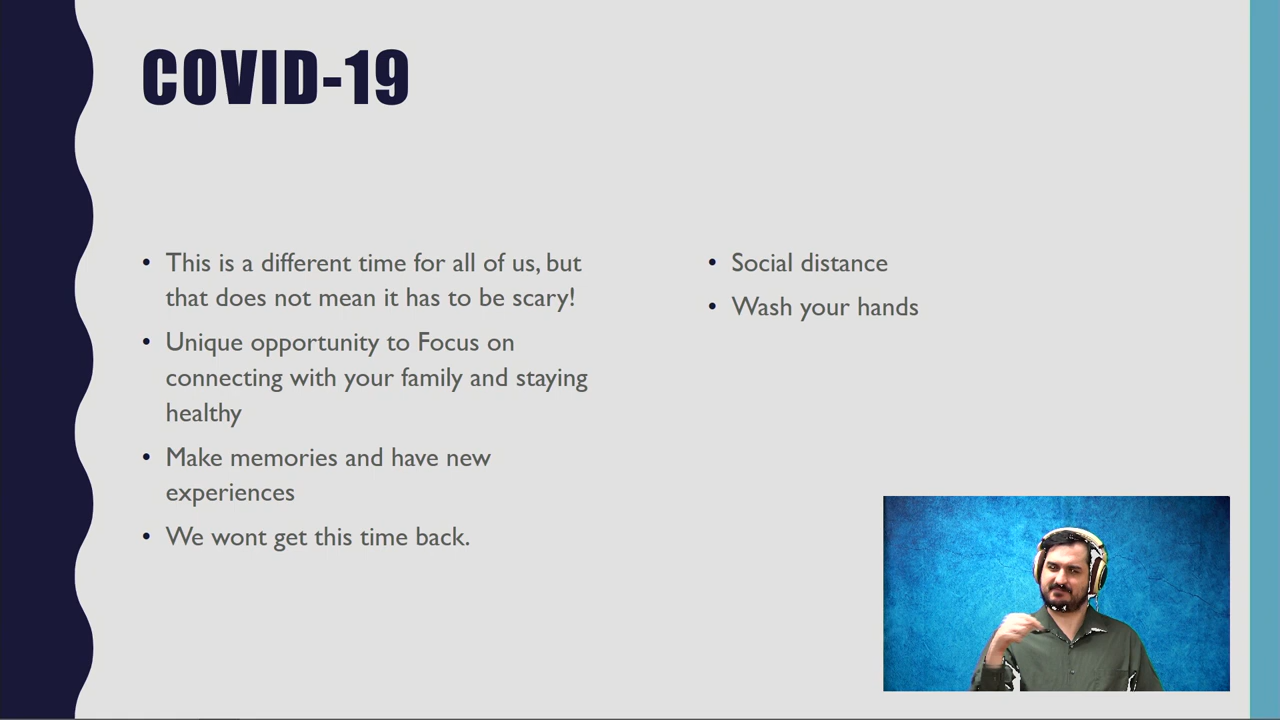 COVID-19
• This is a different time for all of us, but
that does not mean it has to be scary!
• Unique opportunity to Focus on
connecting with your family and staying
healthy
• Make memories and have new
experiences
• We wont get this time back.
• Social distance
• Wash your hands